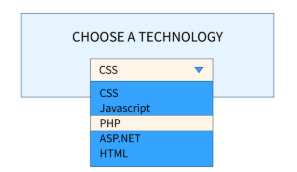 CHOOSE A TECHNOLOGY
CSS
CSS
Javascript
PHP
ASP.NET
HTML